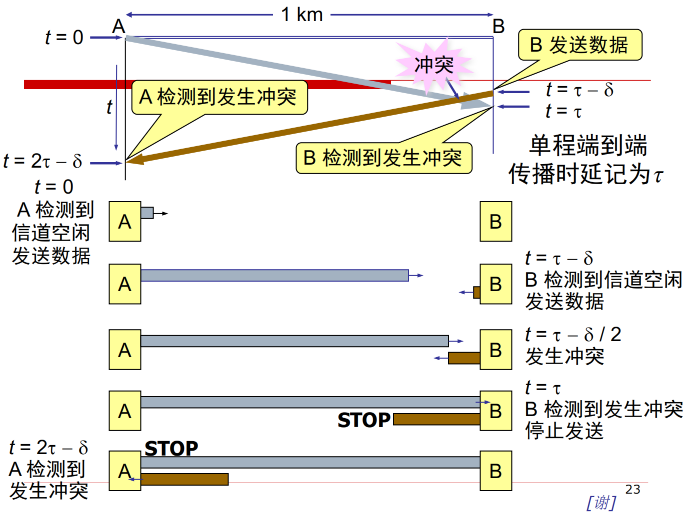 A
1 km
B
t = 0
B 发送数据
冲突
A 检测到发生冲突
t = τ – δ
t = τ
t
B 检测到发生冲突
单程端到端
传播时延记为τ
t = 2τ – δ
t = 0
A 检测到
信道空闲
发送数据
A
B
A
B
t = τ – δ
B 检测到信道空闲
发送数据
A
B
t = τ – δ / 2
发生冲突
A
STOP
B
t = τ
B 检测到发生冲突
停止发送
t = 2τ – δ
A 检测到
发生冲突
STOP
A
B
23
[谢]